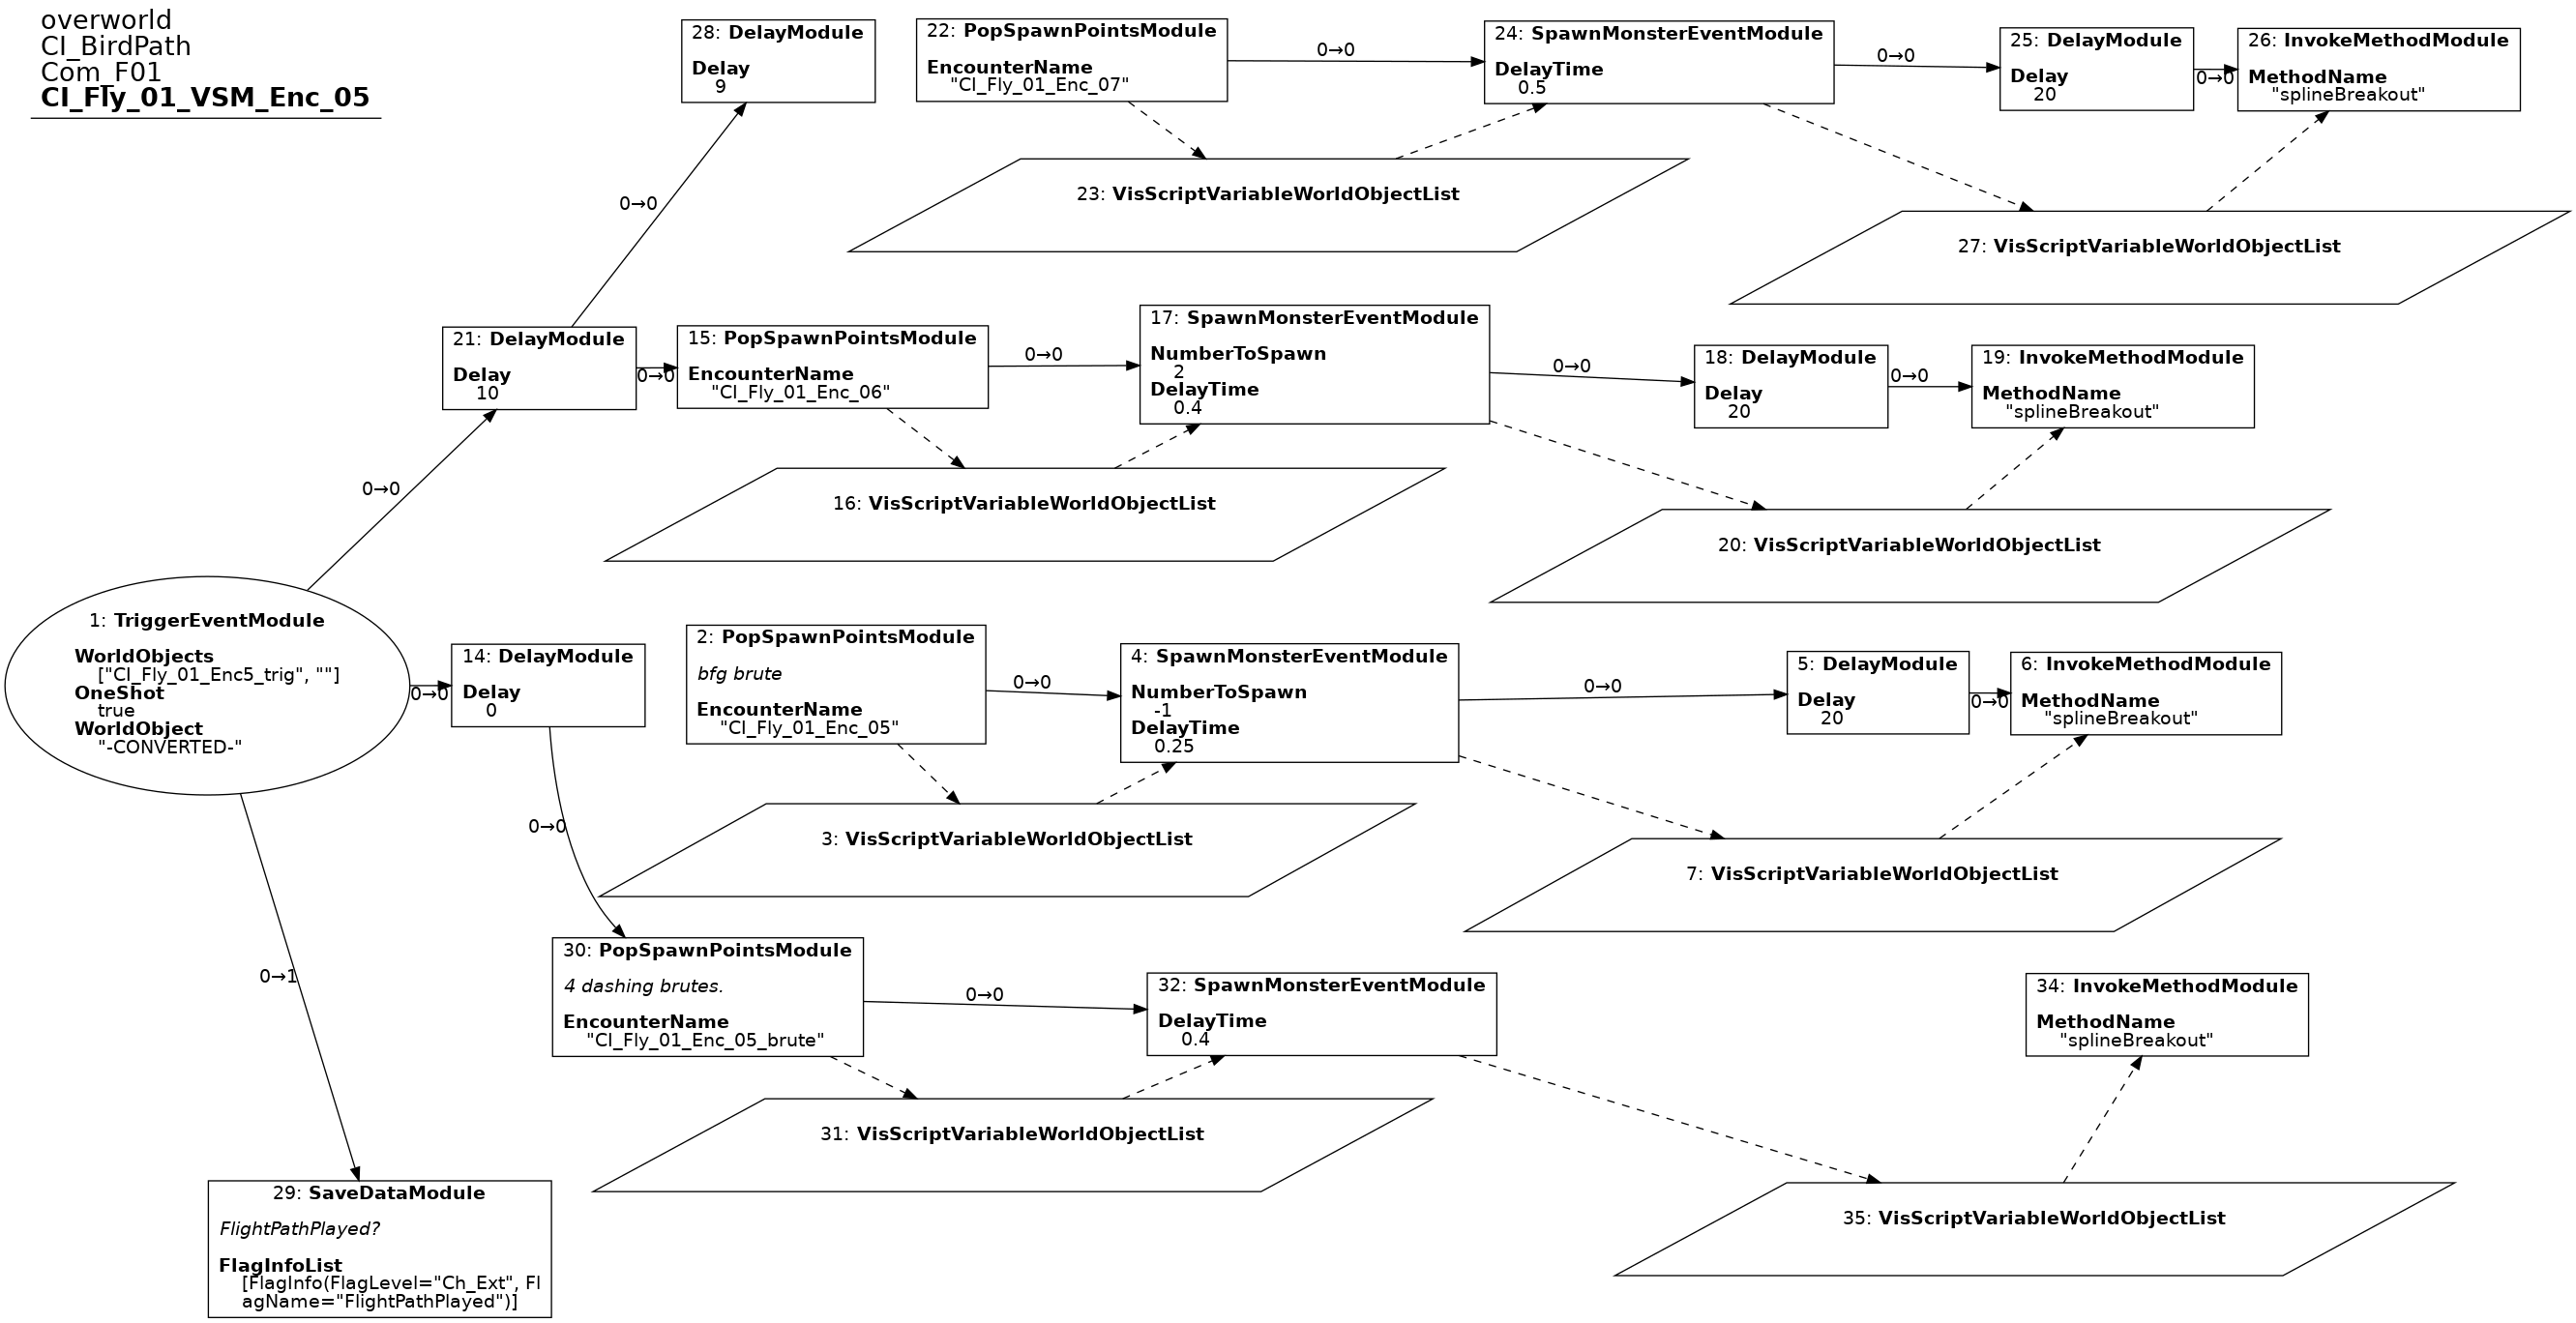 overworld
CI_BirdPath
Com_F01
CI_Fly_01_VSM_Enc_05
28: DelayModule
Delay
9
22: PopSpawnPointsModule
EncounterName
"CI_Fly_01_Enc_07"
0→0
24: SpawnMonsterEventModule
DelayTime
0.5
0→0
25: DelayModule
Delay
20
0→0
26: InvokeMethodModule
MethodName
"splineBreakout"
23: VisScriptVariableWorldObjectList
27: VisScriptVariableWorldObjectList
0→0
21: DelayModule
Delay
10
0→0
15: PopSpawnPointsModule
EncounterName
"CI_Fly_01_Enc_06"
0→0
17: SpawnMonsterEventModule
NumberToSpawn
2
DelayTime
0.4
0→0
18: DelayModule
Delay
20
0→0
19: InvokeMethodModule
MethodName
"splineBreakout"
16: VisScriptVariableWorldObjectList
20: VisScriptVariableWorldObjectList
0→0
1: TriggerEventModule
WorldObjects
["CI_Fly_01_Enc5_trig", ""]
OneShot
true
WorldObject
"-CONVERTED-"
0→0
14: DelayModule
Delay
0
2: PopSpawnPointsModule
bfg brute
EncounterName
"CI_Fly_01_Enc_05"
0→0
4: SpawnMonsterEventModule
NumberToSpawn
-1
DelayTime
0.25
0→0
5: DelayModule
Delay
20
0→0
6: InvokeMethodModule
MethodName
"splineBreakout"
3: VisScriptVariableWorldObjectList
7: VisScriptVariableWorldObjectList
0→0
30: PopSpawnPointsModule
4 dashing brutes.
EncounterName
"CI_Fly_01_Enc_05_brute"
0→0
32: SpawnMonsterEventModule
DelayTime
0.4
34: InvokeMethodModule
MethodName
"splineBreakout"
31: VisScriptVariableWorldObjectList
35: VisScriptVariableWorldObjectList
0→1
29: SaveDataModule
FlightPathPlayed?
FlagInfoList
[FlagInfo(FlagLevel="Ch_Ext", Fl
agName="FlightPathPlayed")]